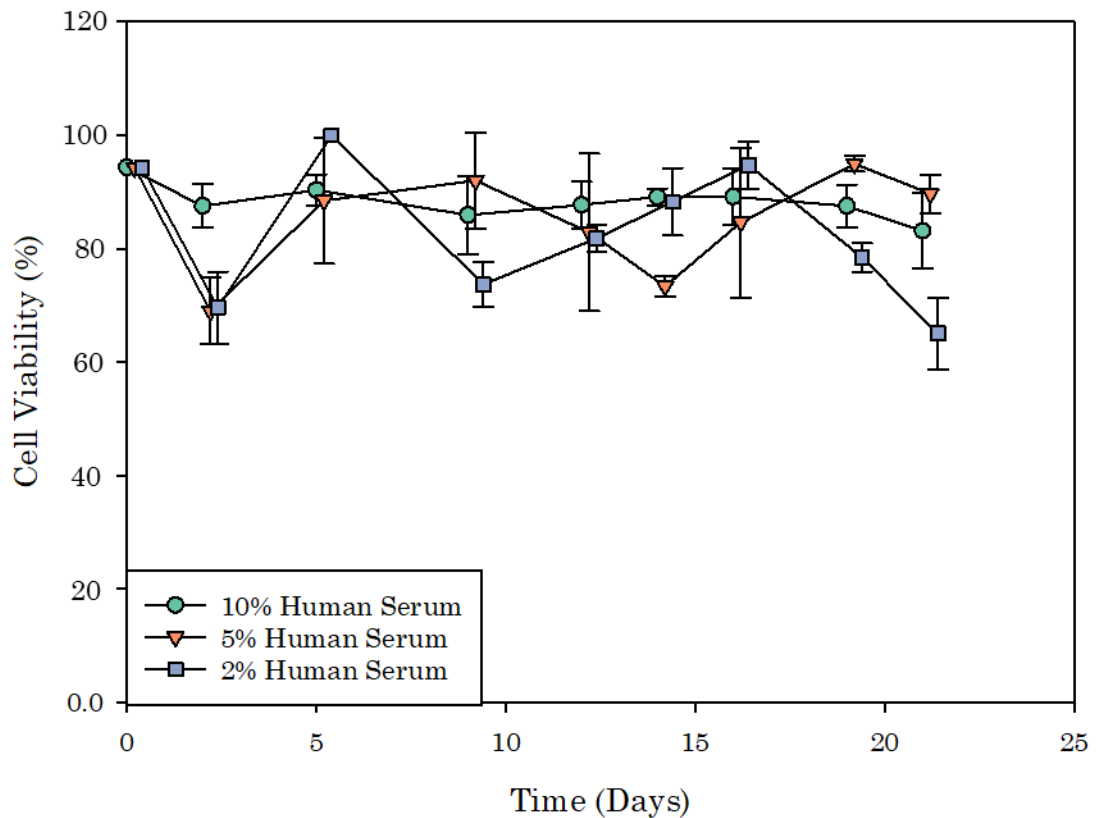 120
100
80
60
40
20
0.0
Cell Viability (%)
10% Human Serum
5% Human Serum
2% Human Serum
0 5 10 15 20 25
Time (Days)